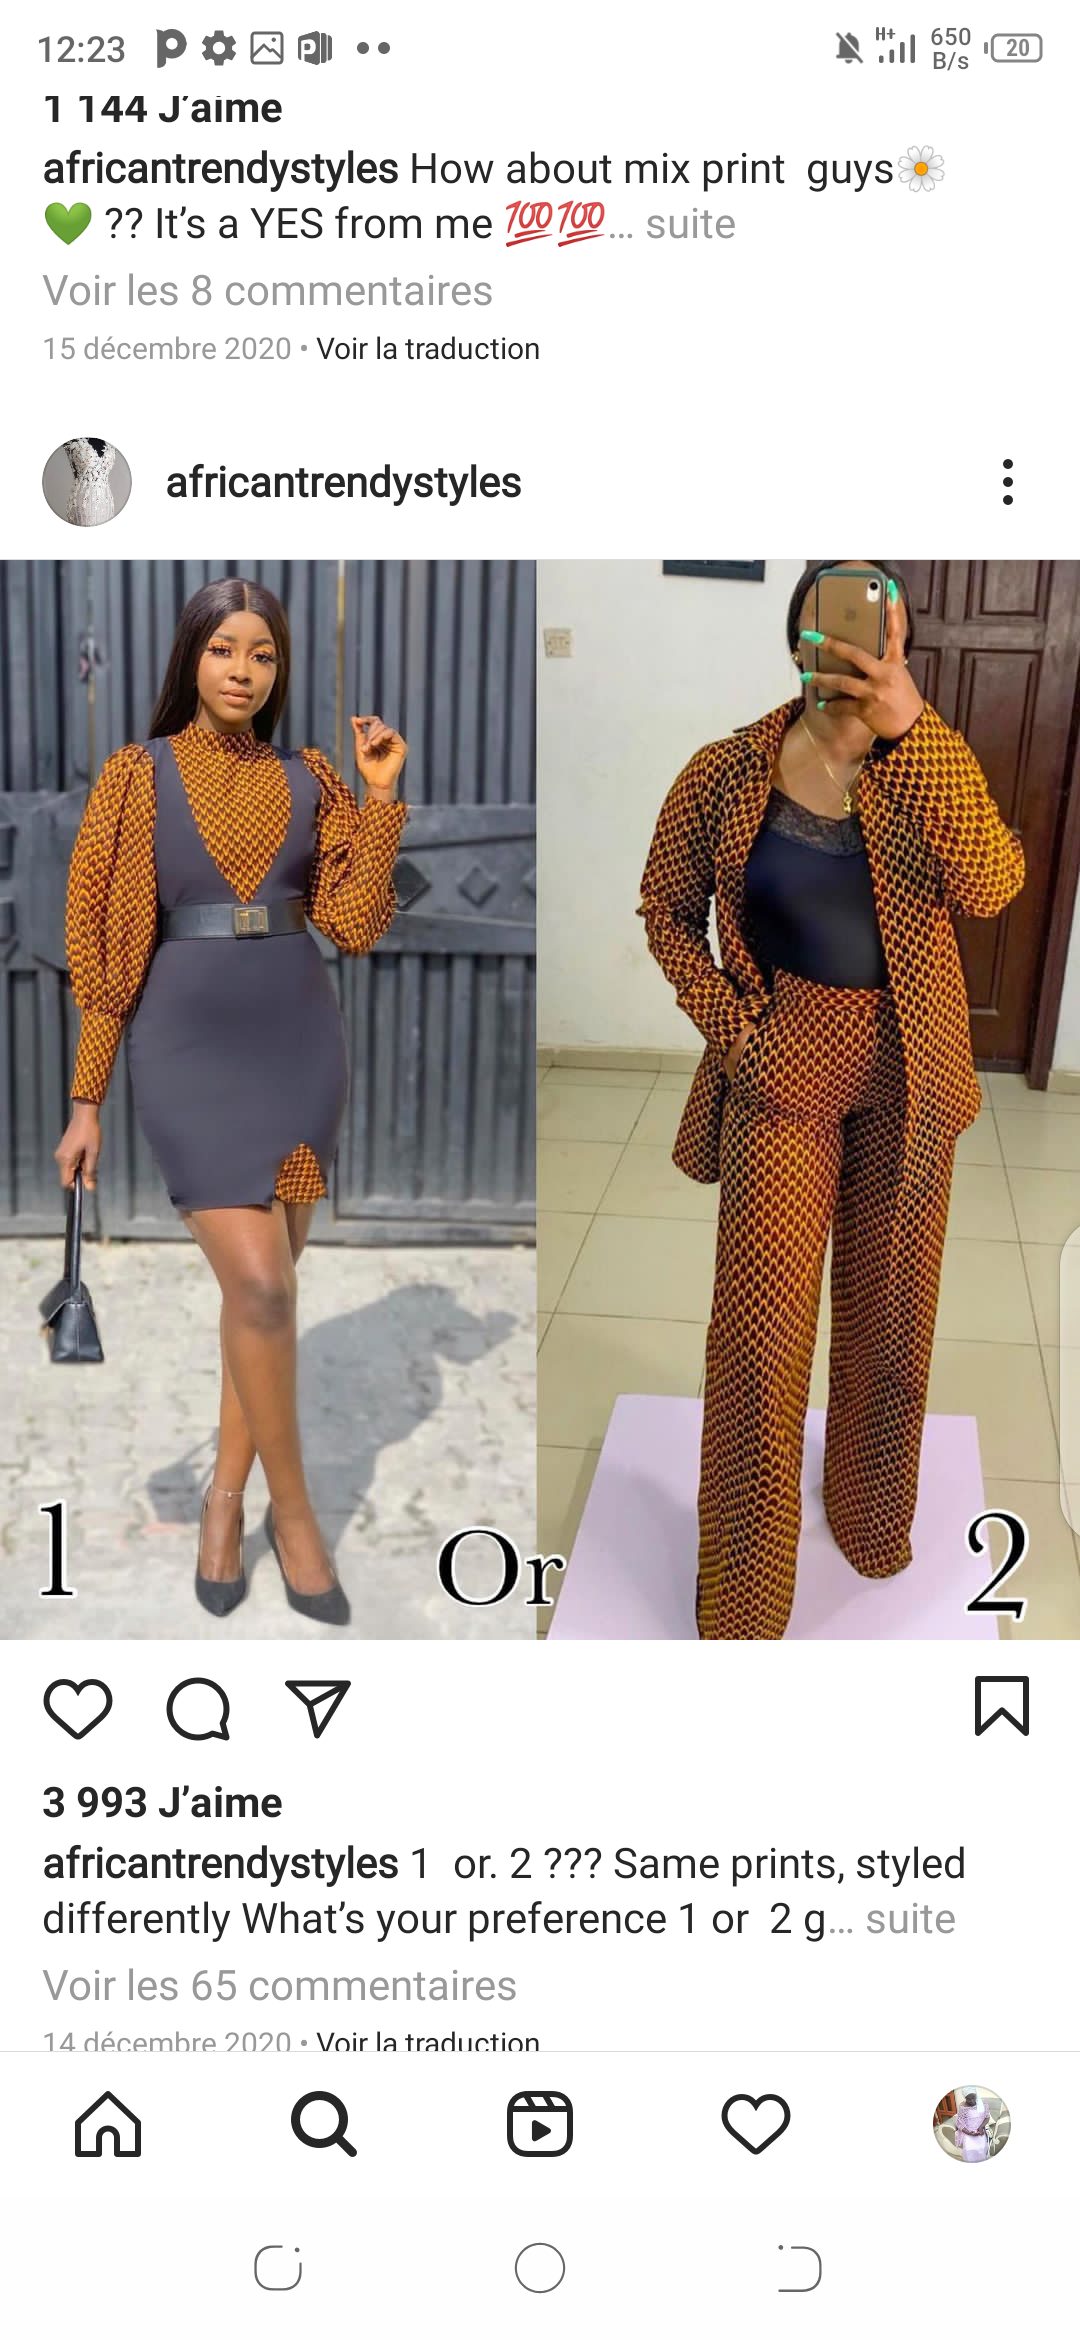 12:23
H+
650
B/s
20
1 144 J'aime
africantrendystyles How about mix print guys🌼
💚 ?? It's a YES from me 💯💯... suite
Voir les 8 commentaires
15 décembre 2020 • Voir la traduction
africantrendystyles
1 Or 2
3 993 J'aime
africantrendystyles 1 or. 2 ??? Same prints, styled
differently What's your preference 1 or 2 g... suite
Voir les 65 commentaires
14 décembre 2020 • Voir la traduction